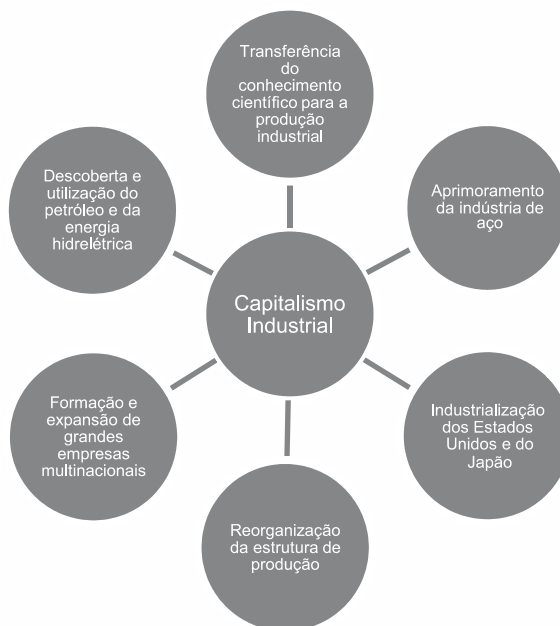 Transferência
do
conhecimento
científico para a
produção
industrial
Descoberta e
utilização do
petróleo e da
energia
hidrelétrica
Aprimoramento
da indústria de
aço
Capitalismo
Industrial
Formação e
expansão de
grandes
empresas
multinacionais
Industrialização
dos Estados
Unidos e do
Japão
Reorganização
da estrutura de
produção